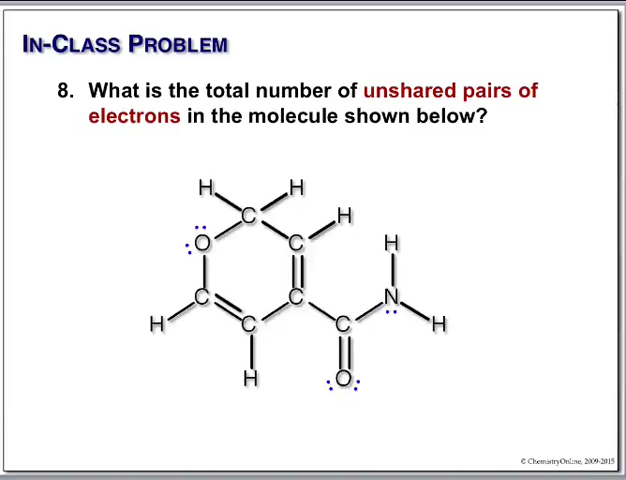 IN-CLASS PROBLEM
8. What is the total number of unshared pairs of
electrons in the molecule shown below?
H H
C H
O C H
C C N
H C C H
H O
© ChemistryOnline, 2009-2015